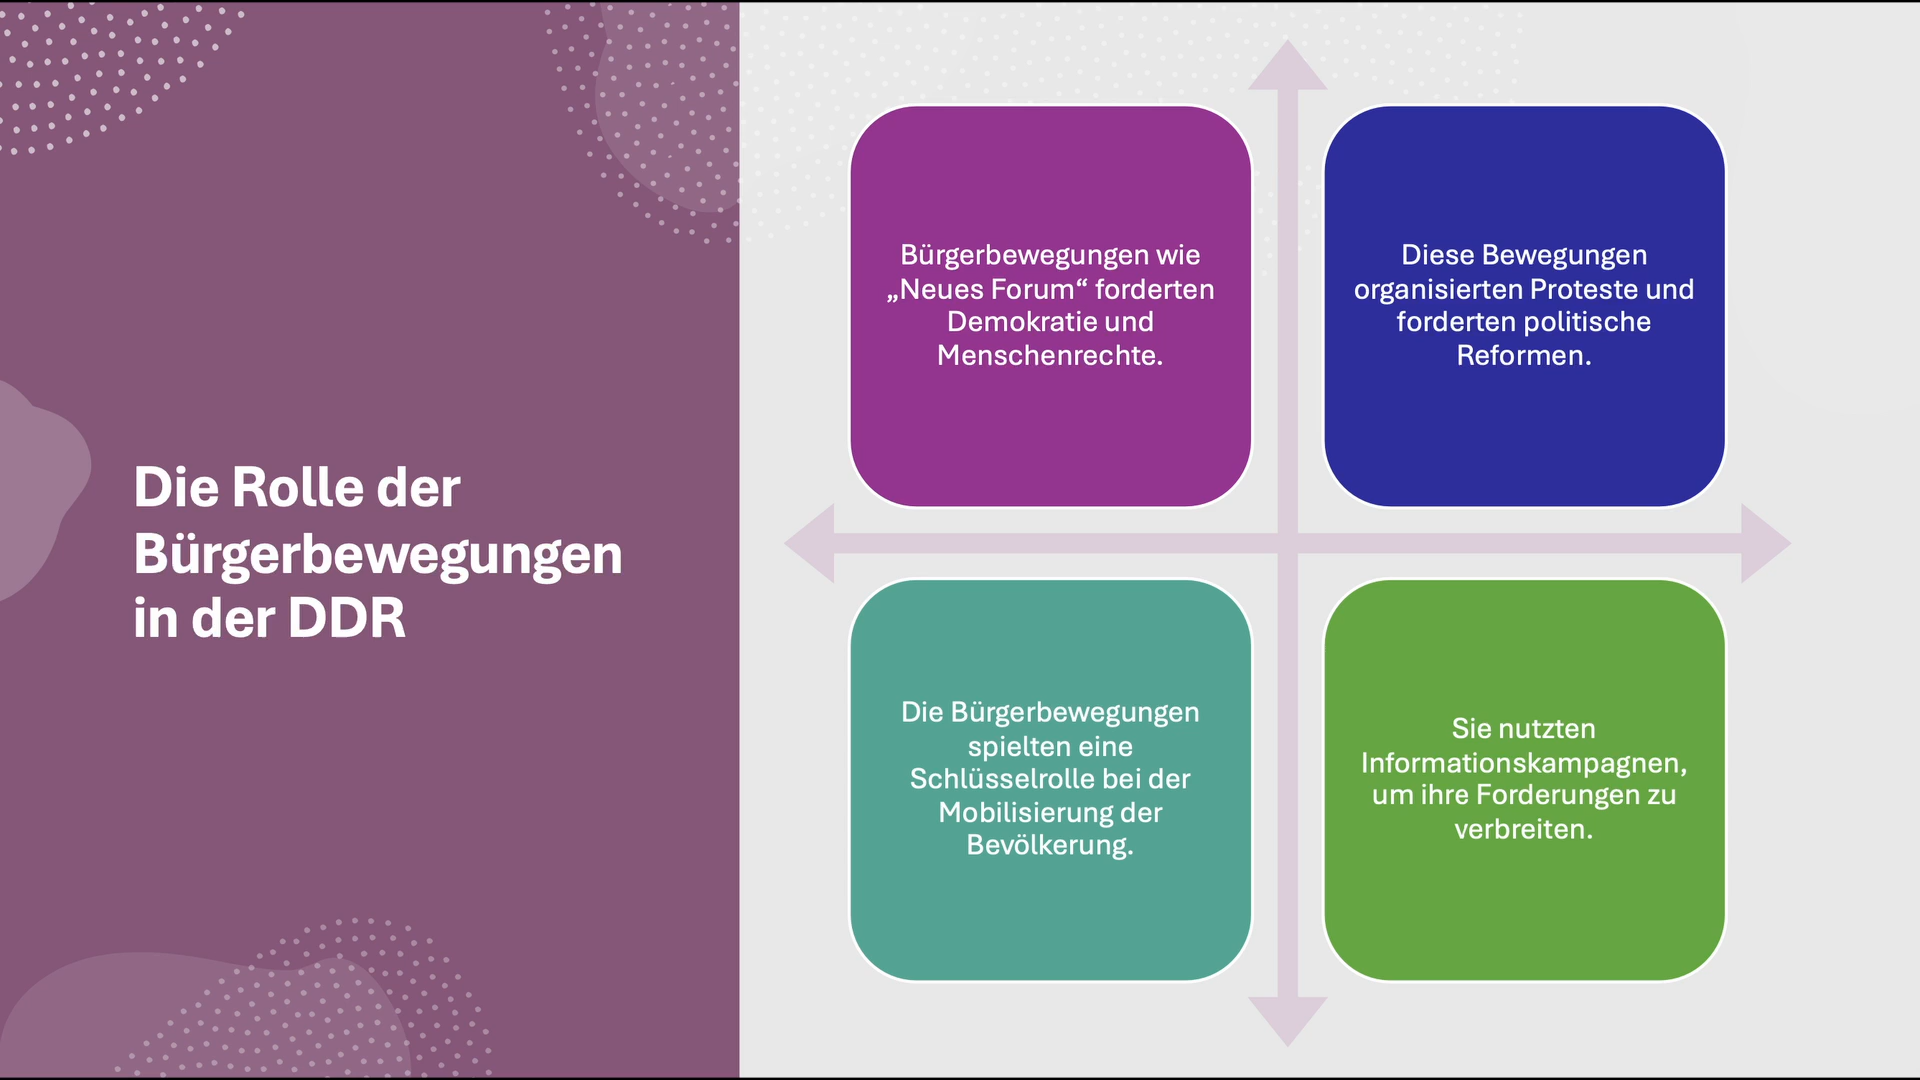 Die Rolle der
Bürgerbewegungen
in der DDR
Bürgerbewegungen wie
„Neues Forum“ forderten
Demokratie und
Menschenrechte.
Diese Bewegungen
organisierten Proteste und
forderten politische
Reformen.
Die Bürgerbewegungen
spielten eine
Schlüsselrolle bei der
Mobilisierung der
Bevölkerung.
Sie nutzten
Informationskampagnen,
um ihre Forderungen zu
verbreiten.